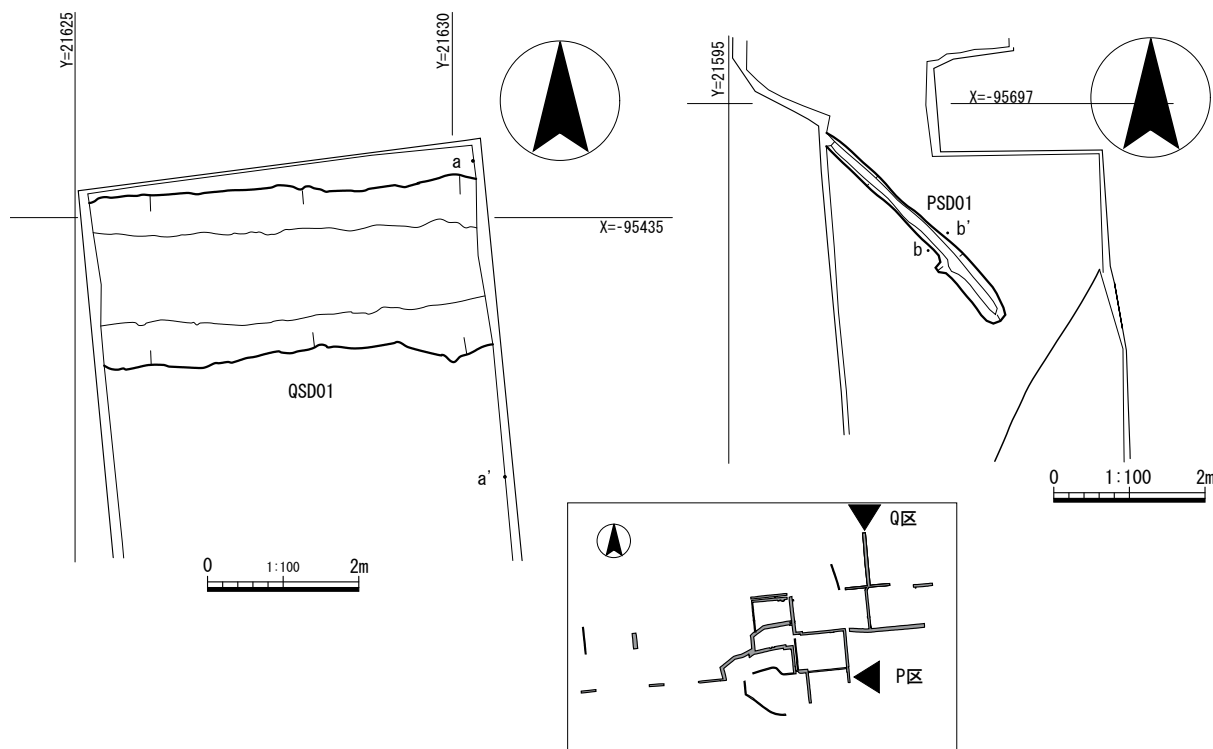 Y=21625
Y=21630
a
X=-95435
QSD01
a'
0 1:100 2m
Y=21595
X=-95697
PSD01
b'
b
0 1:100 2m
Q区
P区